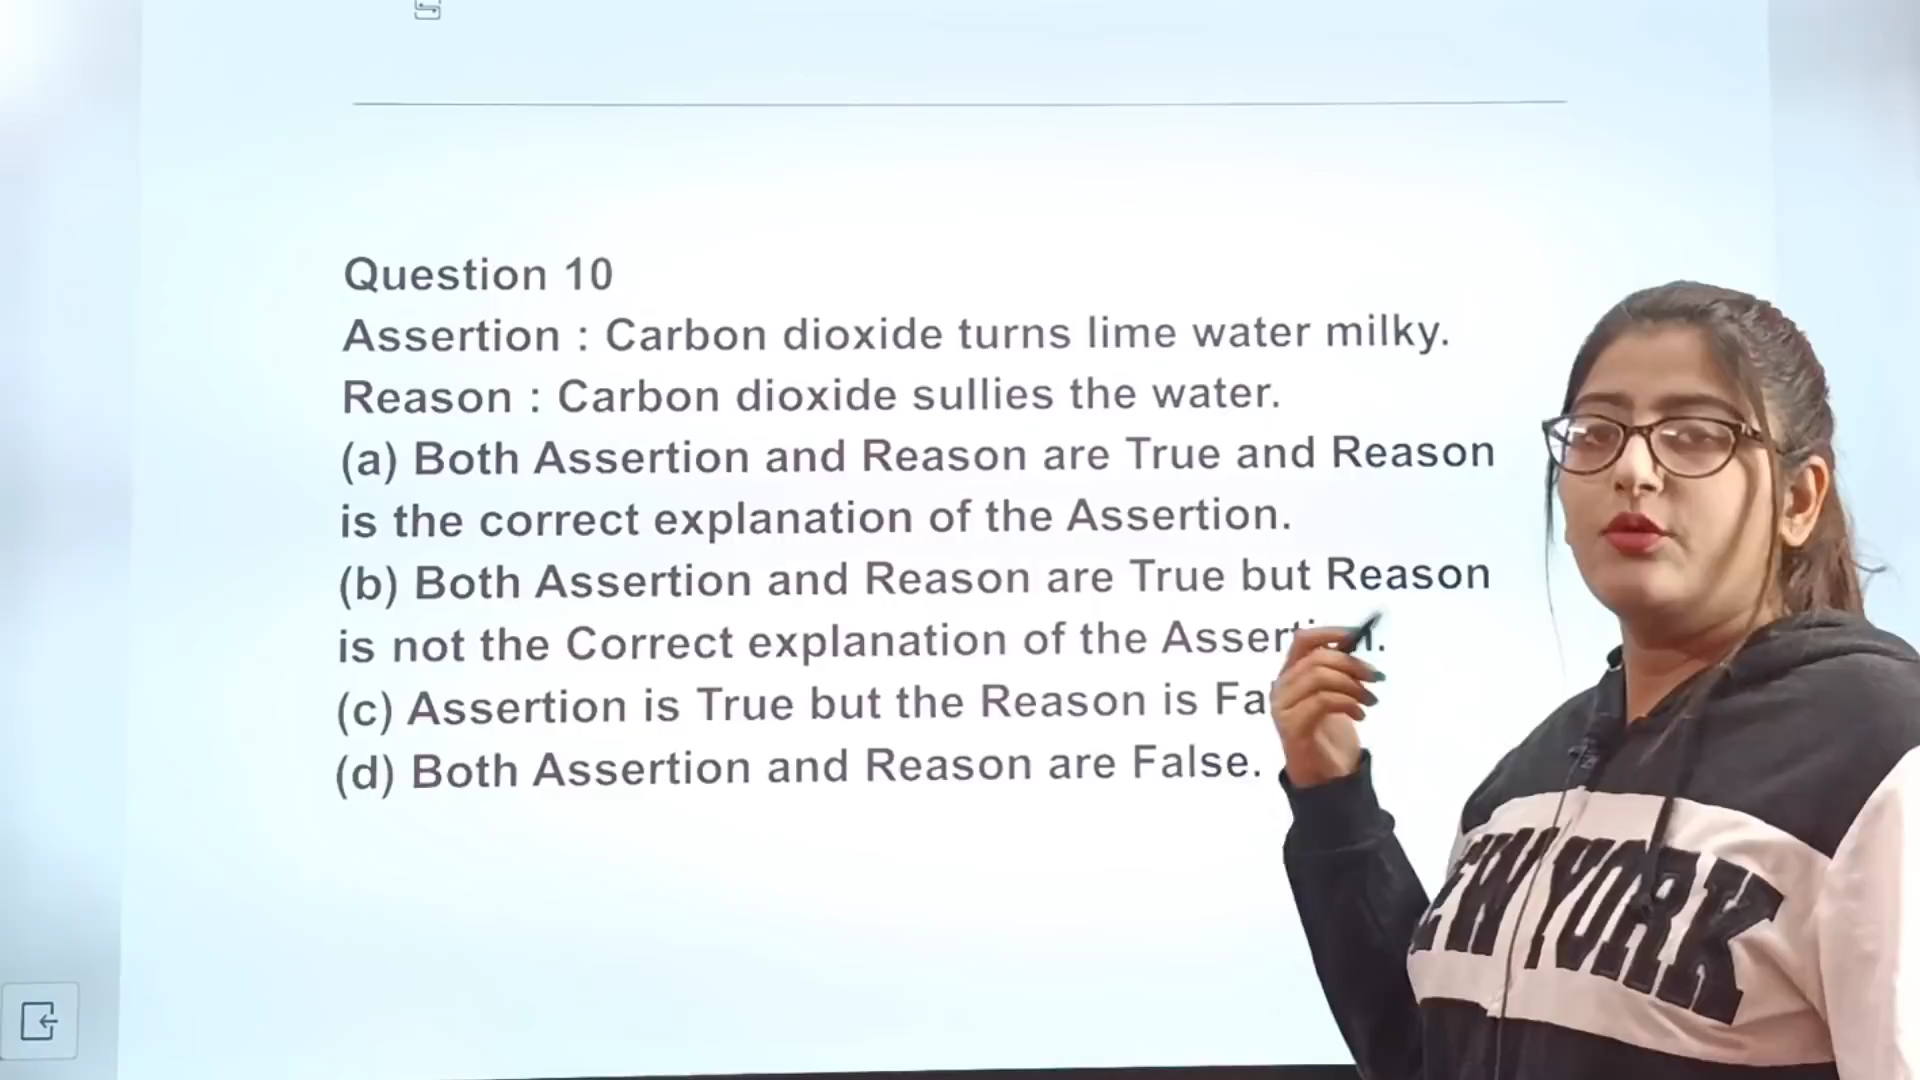 Question 10
Assertion : Carbon dioxide turns lime water milky.
Reason : Carbon dioxide sullies the water.
(a) Both Assertion and Reason are True and Reason
is the correct explanation of the Assertion.
(b) Both Assertion and Reason are True but Reason
is not the Correct explanation of the
(c) Assertion is True but the Reason is
(d) Both Assertion and Reason are False.
YORK